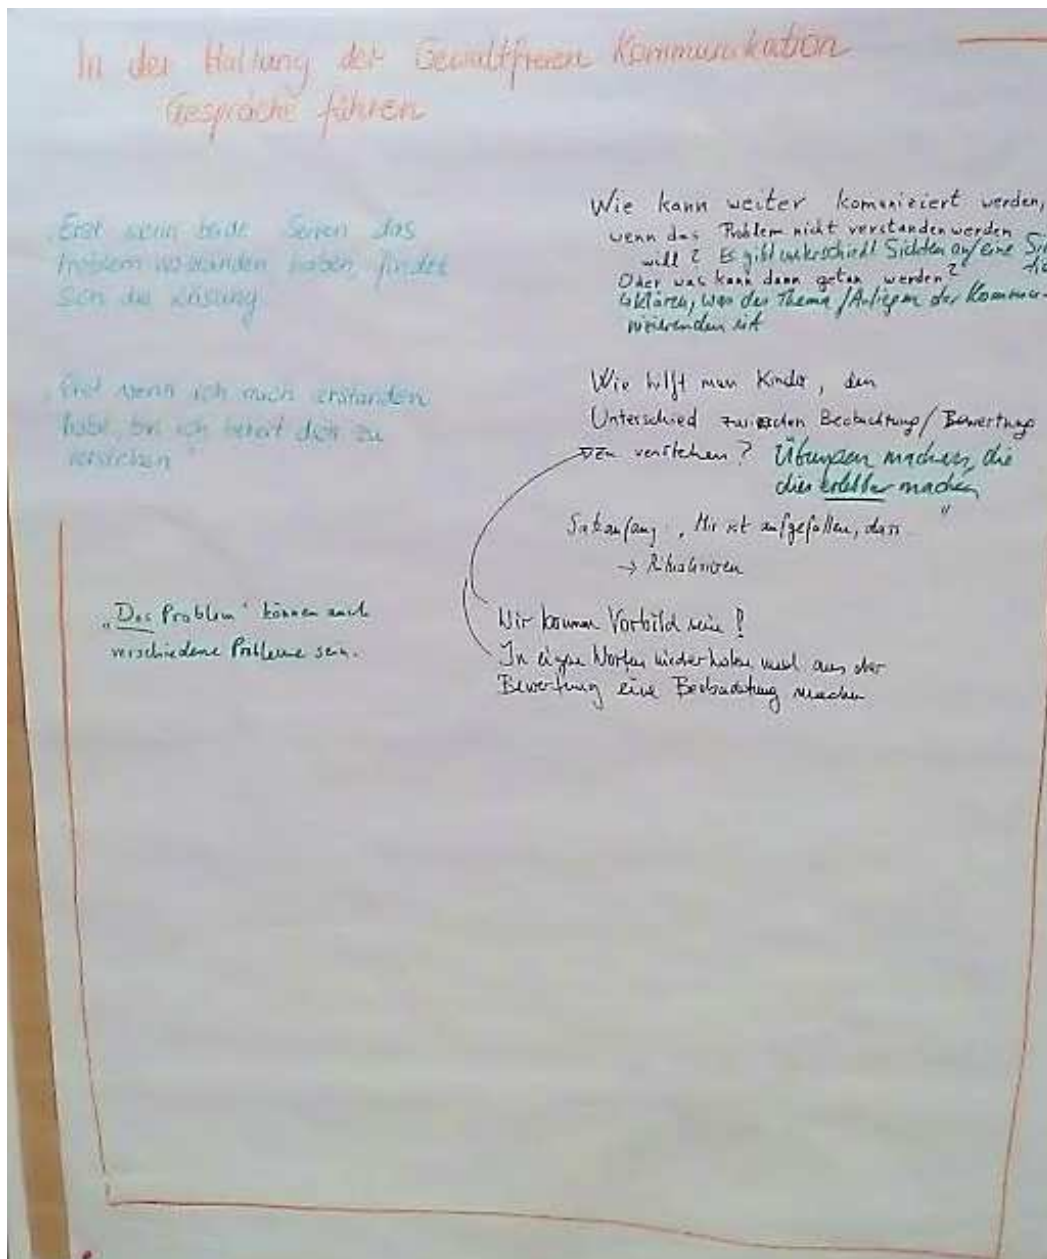 In der Haltung der Gewaltfreien Kommunikation
Gespräche führen
„Erst wenn beide Seiten das
Problem verstanden haben, findet
sich die Lösung.
„Erst wenn ich mich verstanden
habe, bin ich bereit dich zu
verstehen"
„Das Problem" können auch
verschiedene Probleme sein.
Wie kann weiter komuniziert werden,
wenn das Problem nicht verstanden werden
will? Es gibt Sichten auf eine
Oder was kann dann getan werden?
klären, was das Thema / Anliegen der
ist
Wie hilft man Kinder, den
Unterschied zwischen Beobachtung/Bewertung
zu verstehen? Übungen machen, die
dies erlebbar machen
Satzanfang: „Mir ist aufgefallen, dass "
→ Ritualisieren
Wir können Vorbild sein!
In eigen Worten wiederholen und aus der
Bewertung eine Beobachtung machen